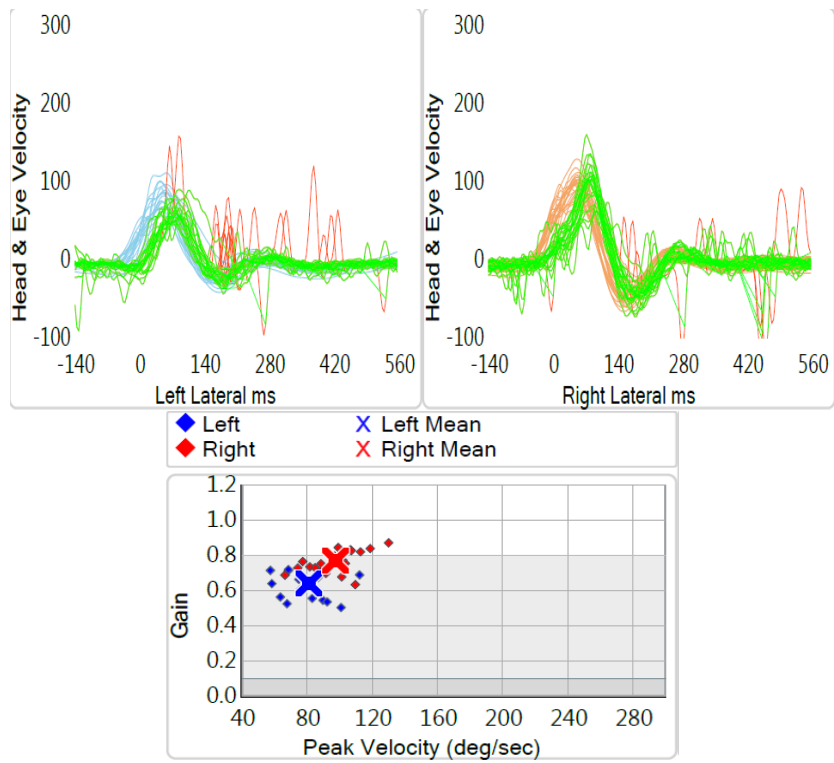 300
200
100
0
-100
Head & Eye Velocity
-140 0 140 280 420 560
Left Lateral ms
300
200
100
0
-100
Head & Eye Velocity
-140 0 140 280 420 560
Right Lateral ms
Left X Left Mean
Right X Right Mean
1.2
1.0
0.8
0.6
0.4
0.2
0.0
Gain
40 80 120 160 200 240 280
Peak Velocity (deg/sec)